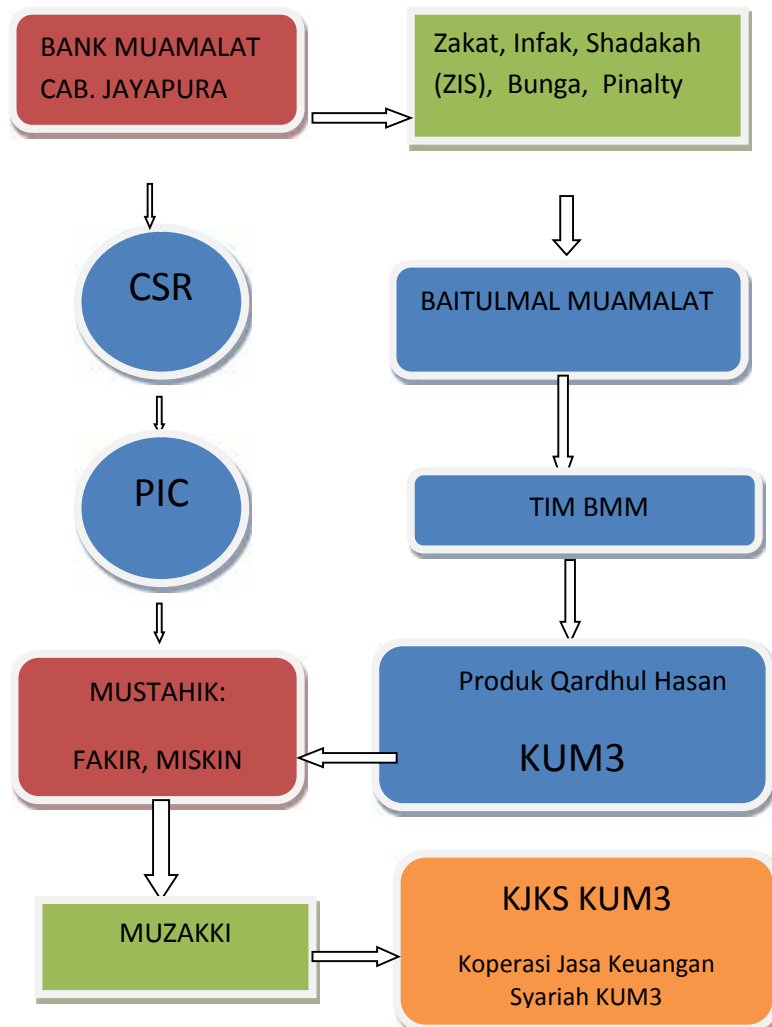 BANK MUAMALAT
CAB. JAYAPURA
Zakat, Infak, Shadakah
(ZIS), Bunga, Pinalty
CSR
BAITULMAL MUAMALAT
PIC
TIM BMM
MUSTAHIK:
FAKIR, MISKIN
Produk Qardhul Hasan
KUM3
MUZAKKI
KJKS KUM3
Koperasi Jasa Keuangan
Syariah KUM3